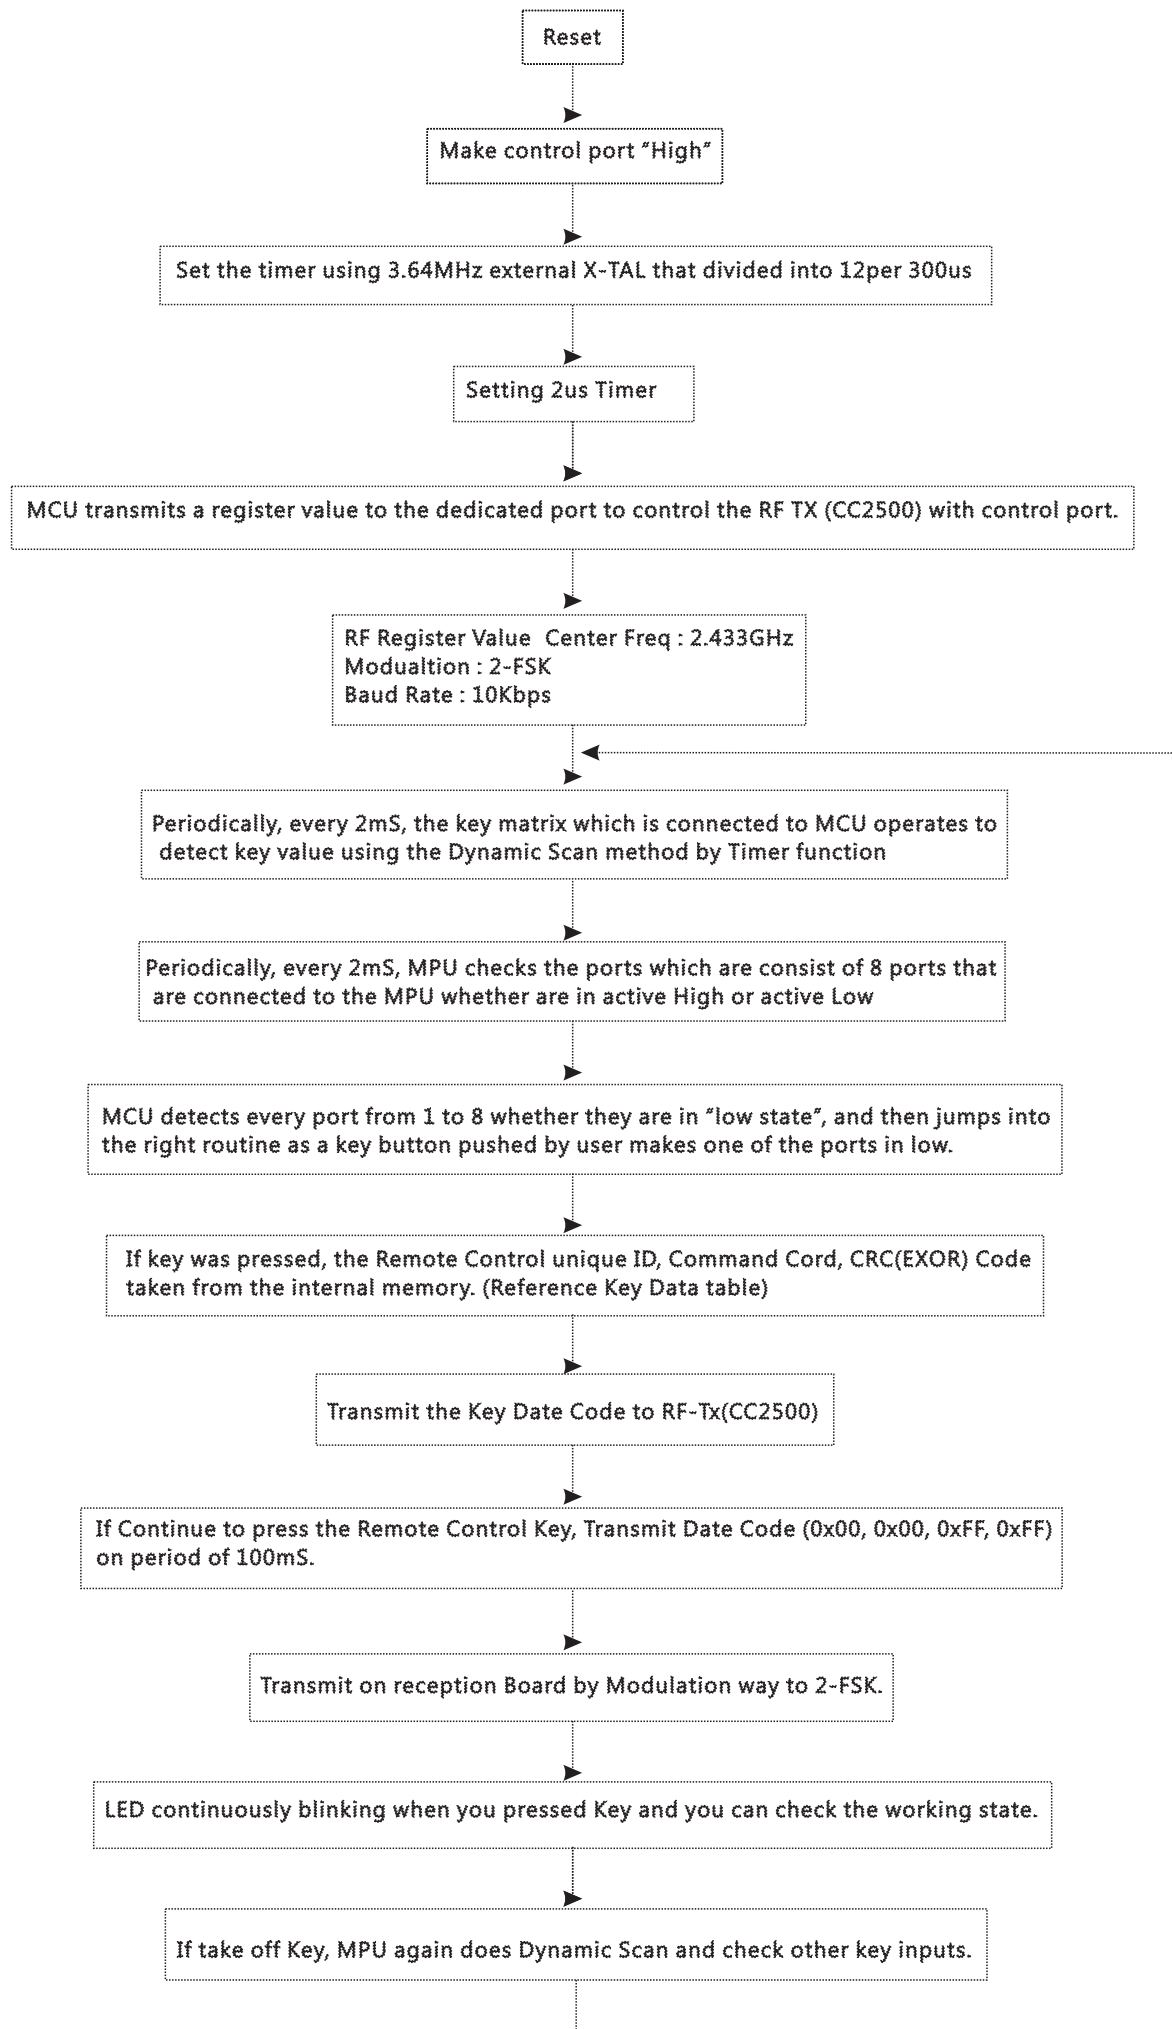 Reset
Make control port "High"
Set the timer using 3.64MHz external X-TAL that divided into 12per 300us
Setting 2us Timer
MCU transmits a register value to the dedicated port to control the RF TX (CC2500) with control port.
RF Register Value  Center Freq : 2.433GHz
Modualtion : 2-FSK
Baud Rate : 10Kbps
Periodically, every 2mS, the key matrix which is connected to MCU operates to
detect key value using the Dynamic Scan method by Timer function
Periodically, every 2mS, MPU checks the ports which are consist of 8 ports that
are connected to the MPU whether are in active High or active Low
MCU detects every port from 1 to 8 whether they are in "low state", and then jumps into
the right routine as a key button pushed by user makes one of the ports in low.
If key was pressed, the Remote Control unique ID, Command Cord, CRC(EXOR) Code
taken from the internal memory. (Reference Key Data table)
Transmit the Key Date Code to RF-Tx(CC2500)
If Continue to press the Remote Control Key, Transmit Date Code (0x00, 0x00, 0xFF, 0xFF)
on period of 100mS.
Transmit on reception Board by Modulation way to 2-FSK.
LED continuously blinking when you pressed Key and you can check the working state.
If take off Key, MPU again does Dynamic Scan and check other key inputs.